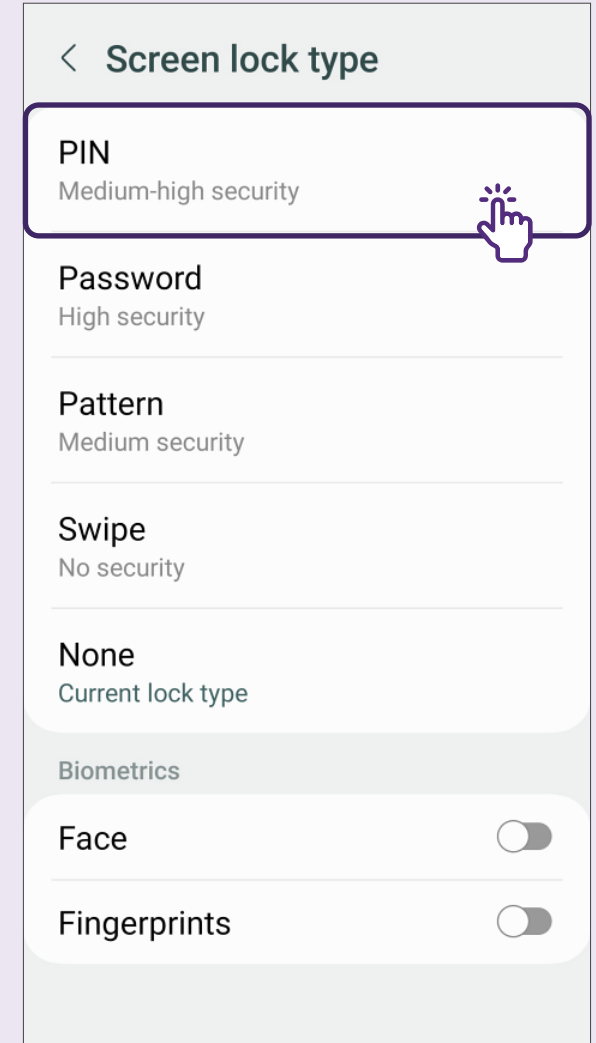 Screen lock type
PIN
Medium-high security
Password
High security
Pattern
Medium security
Swipe
No security
None
Current lock type
Biometrics
Face
Fingerprints